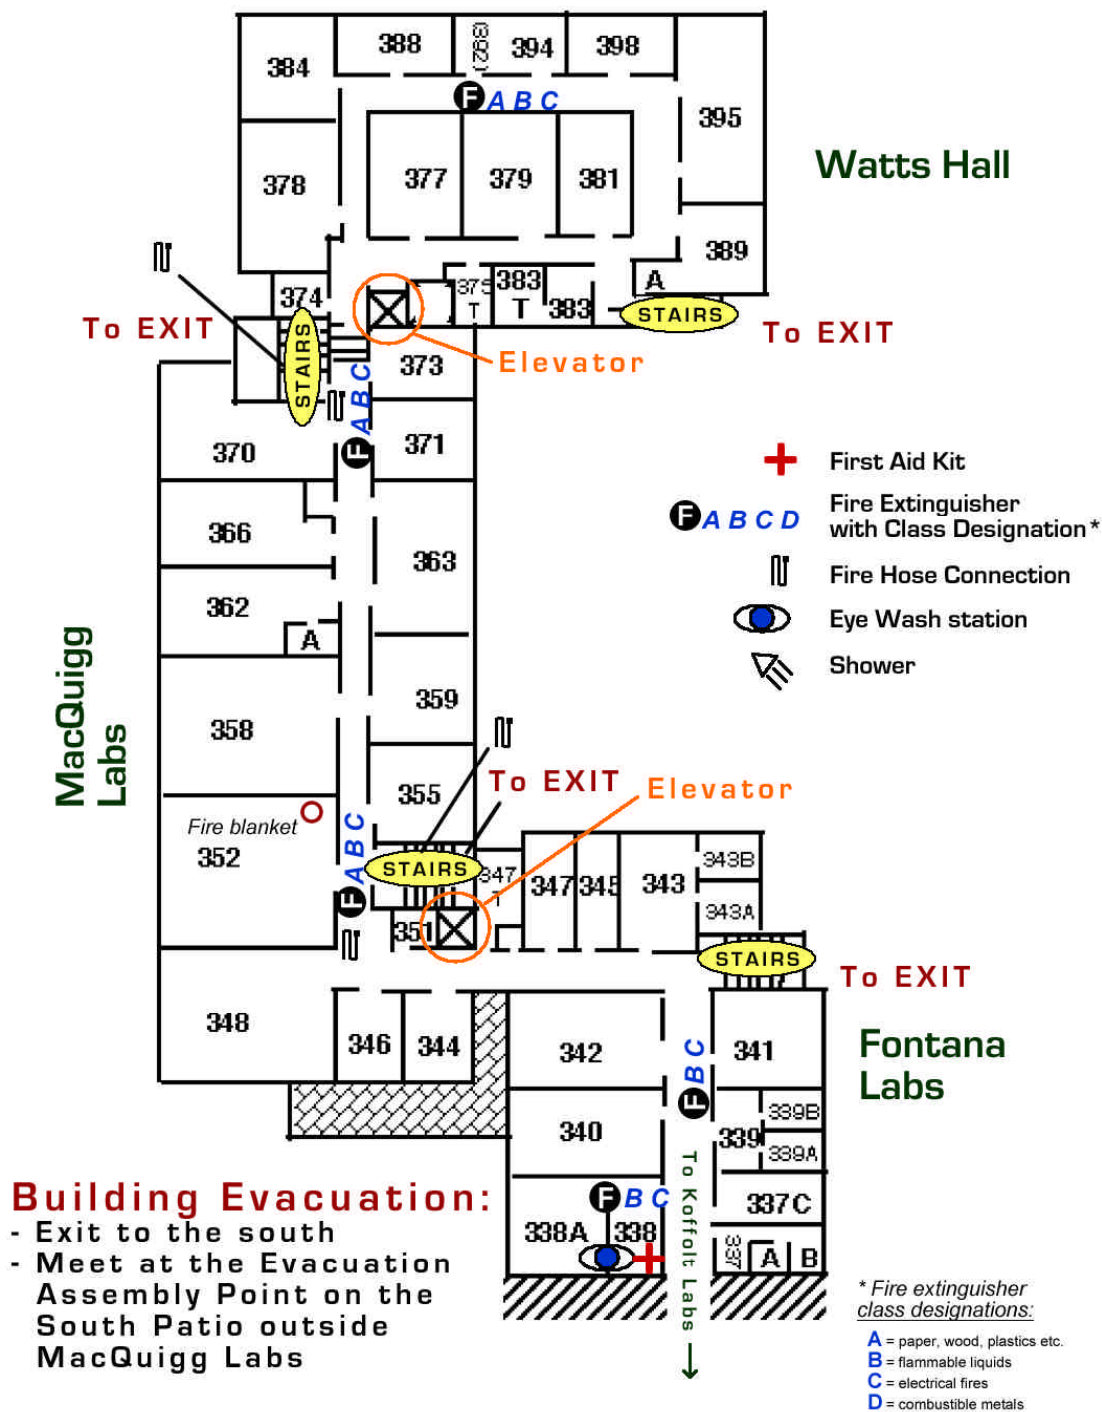 388
(392)
394
398
384
F A B C
395
Watts Hall
378
377
379
381
389
A
374
375
T
383
T
383
STAIRS
To EXIT
To EXIT
STAIRS
Elevator
373
A B C
F
370
371
First Aid Kit
F A B C D
Fire Extinguisher
with Class Designation*
366
363
Fire Hose Connection
362
Eye Wash station
A
Shower
MacQuigg
Labs
358
359
To EXIT
Elevator
355
Fire blanket
352
A B C
F
STAIRS
347
T
347
345
343
343B
343A
351
STAIRS
To EXIT
348
346
344
342
B C
F
341
Fontana
Labs
340
339
339B
339A
To Koffolt Labs
337C
F B C
338A
338
337
A
B
Building Evacuation:
- Exit to the south
- Meet at the Evacuation
Assembly Point on the
South Patio outside
MacQuigg Labs
* Fire extinguisher
class designations:
A = paper, wood, plastics etc.
B = flammable liquids
C = electrical fires
D = combustible metals